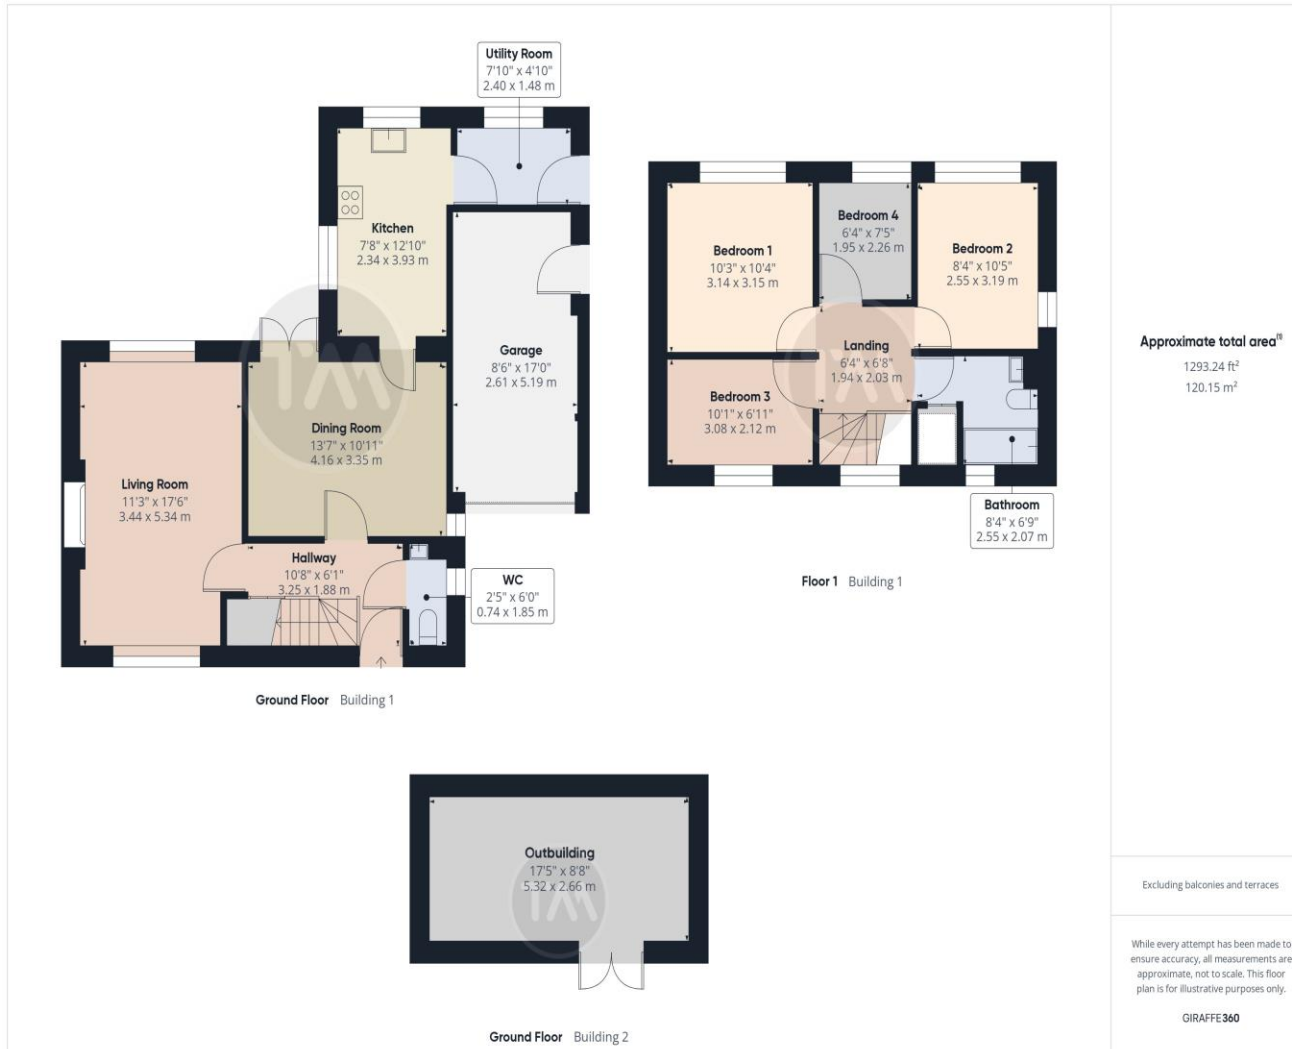 Utility Room
7'10" x 4'10"
2.40 x 1.48 m
Kitchen
7'8" x 12'10"
2.34 x 3.93 m
Garage
8'6" x 17'0"
2.61 x 5.19 m
Dining Room
13'7" x 10'11"
4.16 x 3.35 m
Living Room
11'3" x 17'6"
3.44 x 5.34 m
Hallway
10'8" x 6'1"
3.25 x 1.88 m
WC
2'5" x 6'0"
0.74 x 1.85 m
Ground Floor Building 1
Bedroom 1
10'3" x 10'4"
3.14 x 3.15 m
Bedroom 4
6'4" x 7'5"
1.95 x 2.26 m
Bedroom 2
8'4" x 10'5"
2.55 x 3.19 m
Landing
6'4" x 6'8"
1.94 x 2.03 m
Bedroom 3
10'1" x 6'11"
3.08 x 2.12 m
Bathroom
8'4" x 6'9"
2.55 x 2.07 m
Floor 1 Building 1
Outbuilding
17'5" x 8'8"
5.32 x 2.66 m
Ground Floor Building 2
TM
TM
TM
Approximate total area⁽¹⁾
1293.24 ft²
120.15 m²
Excluding balconies and terraces
While every attempt has been made to
ensure accuracy, all measurements are
approximate, not to scale. This floor
plan is for illustrative purposes only.
GIRAFFE360